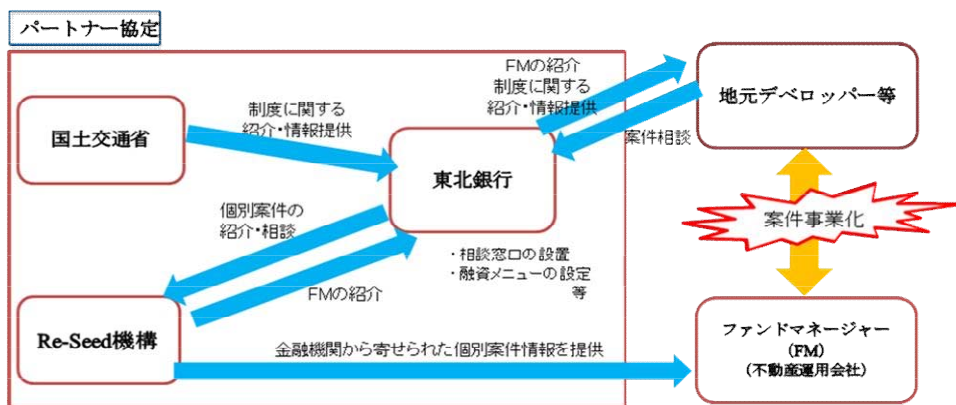 パートナー協定
FMの紹介
制度に関する
紹介・情報提供
地元デベロッパー等
制度に関する
紹介・情報提供
国土交通省
案件相談
東北銀行
個別案件の
紹介・相談
案件事業化
・相談窓口の設置
・融資メニューの設定
等
FMの紹介
Re-Seed機構
金融機関から寄せられた個別案件情報を提供
ファンドマネージャー
(FM)
(不動産運用会社)